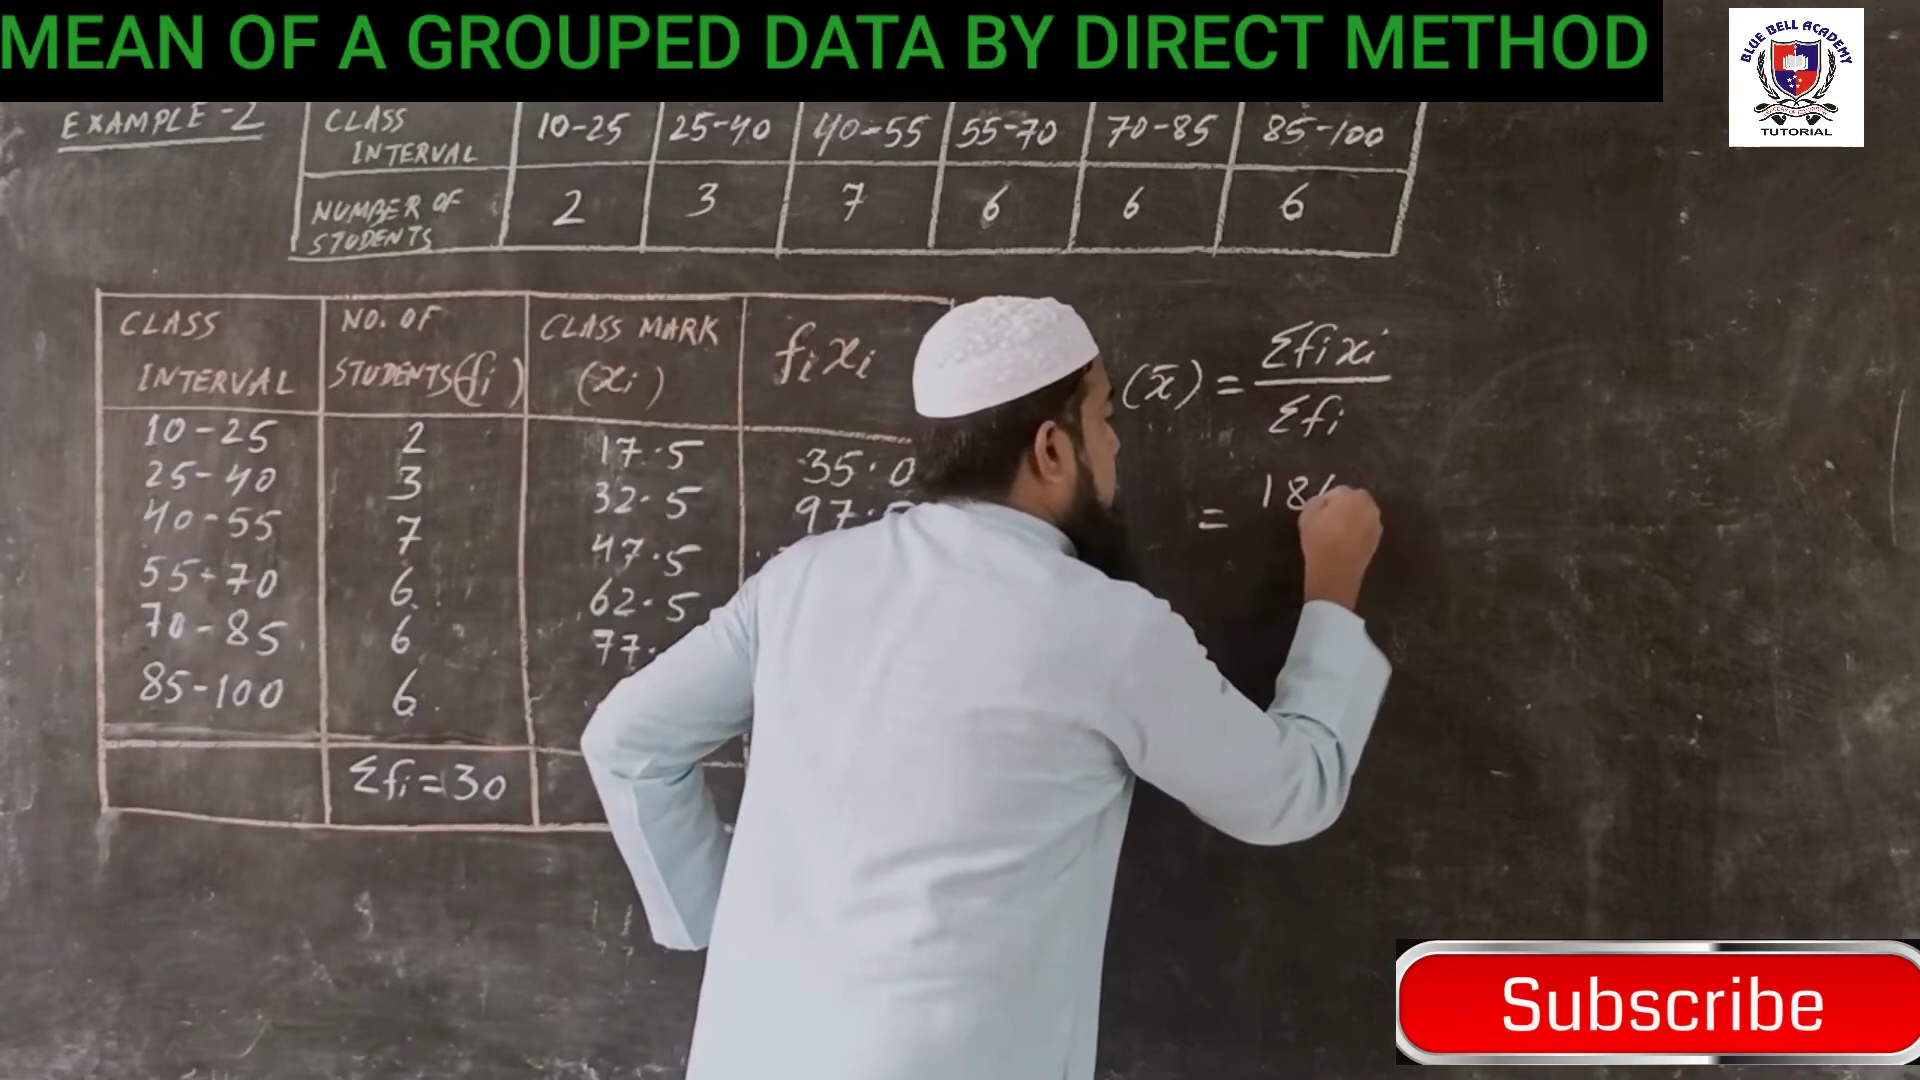 MEAN OF A GROUPED DATA BY DIRECT METHOD
BLUE BELL ACADEMY
TUTORIAL
EXAMPLE-2
CLASS INTERVAL 10-25 25-40 40-55 55-70 70-85 85-100
NUMBER OF STUDENTS 2 3 7 6 6 6
CLASS INTERVAL NO. OF STUDENTS (fi) CLASS MARK (xi) fixi
10-25 2 17.5 35.0
25-40 3 32.5 97.5
40-55 7 47.5
55-70 6 62.5
70-85 6 77.
85-100 6
Σfi = 30
(x̄) = Σfixi / Σfi
= 18
Subscribe